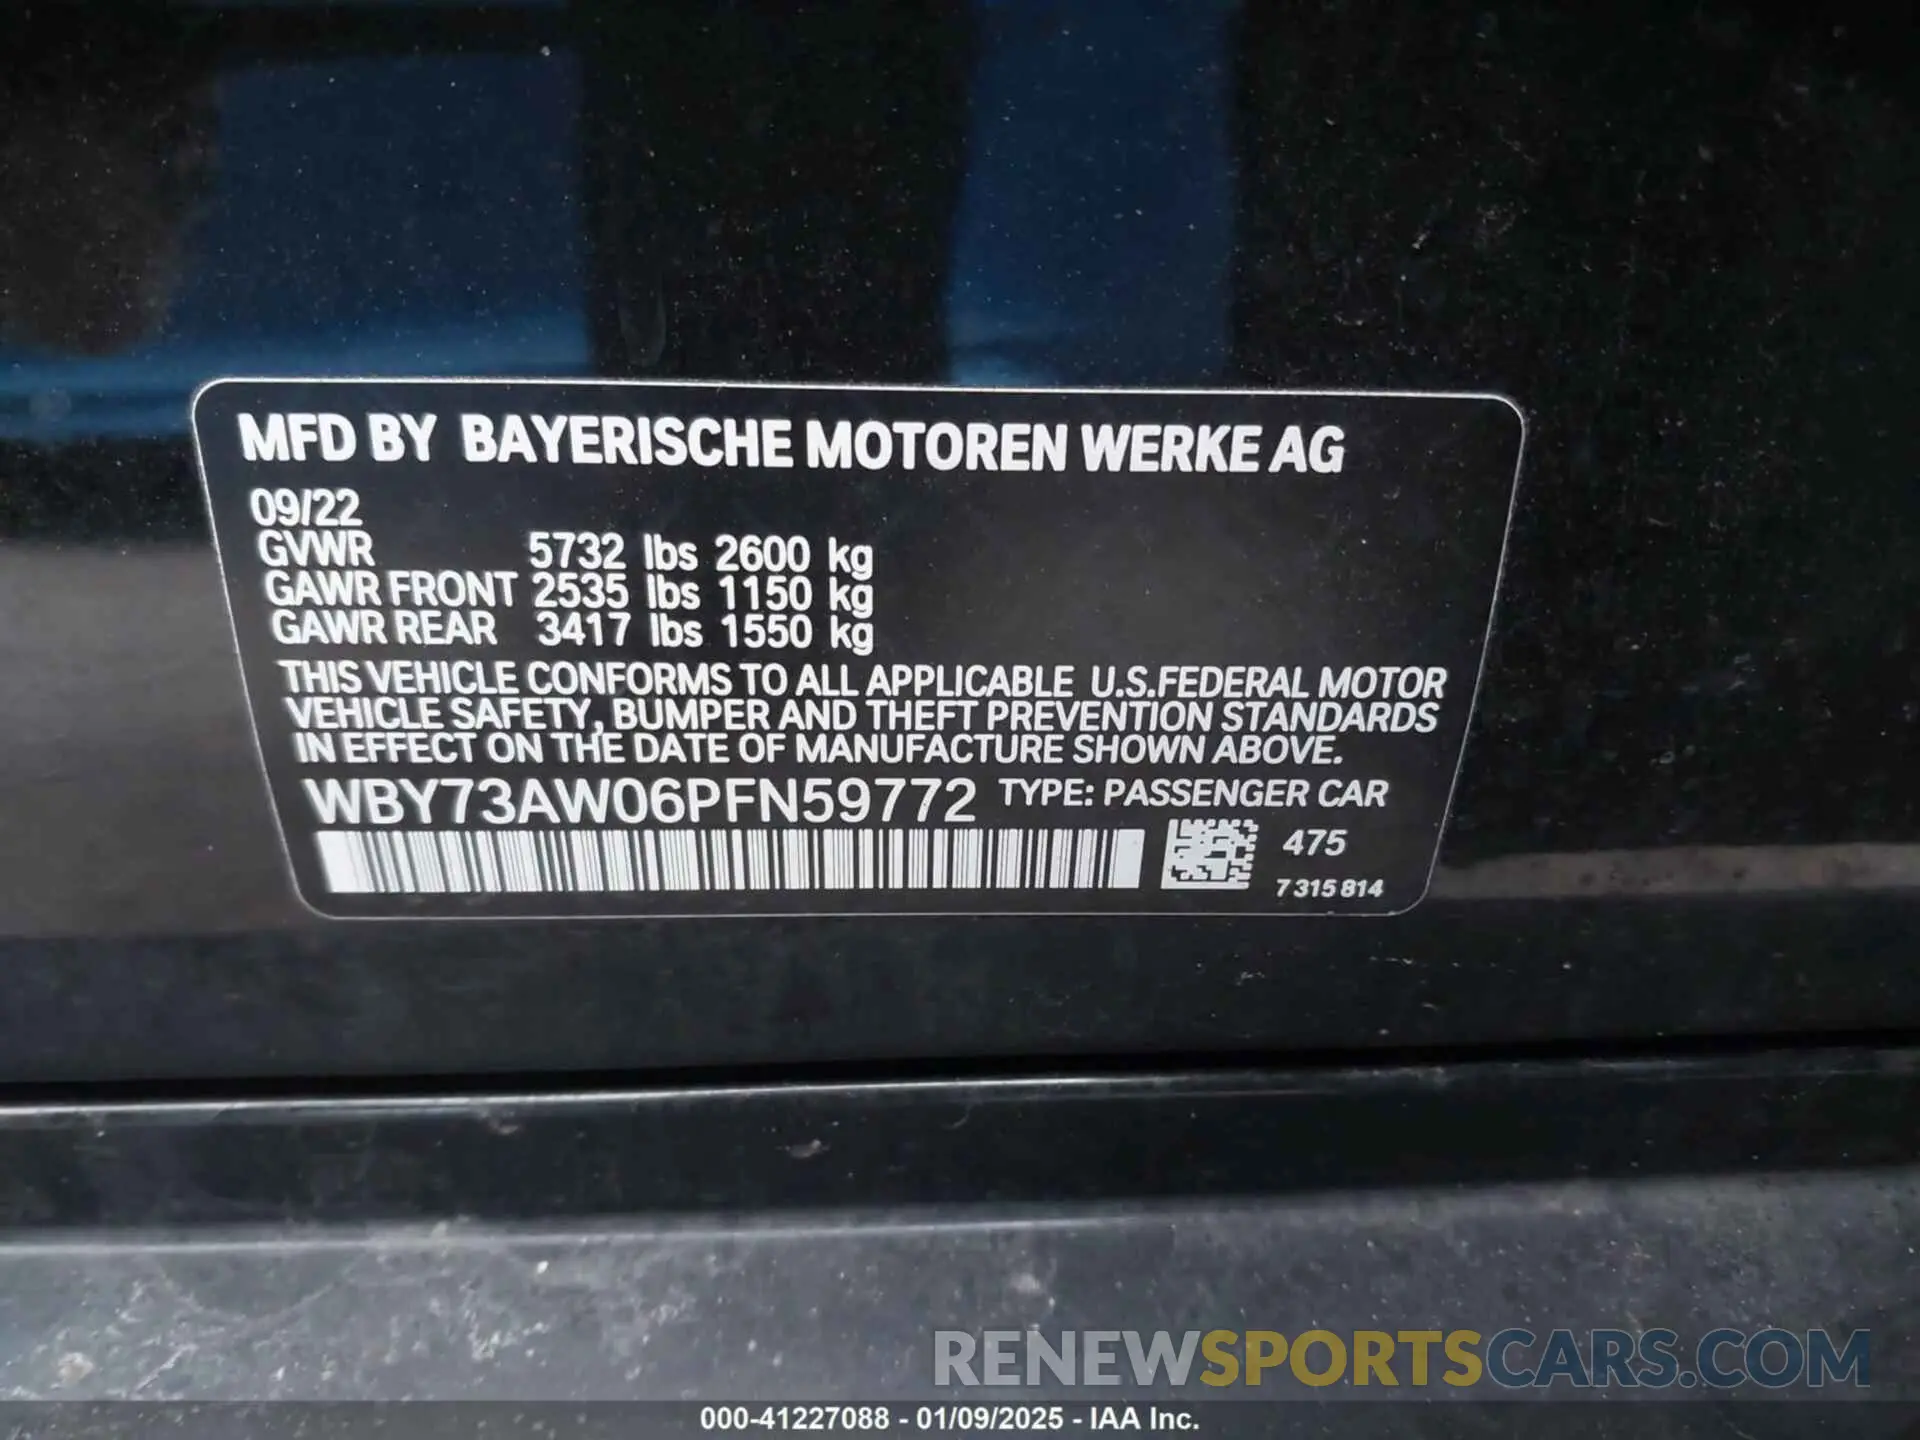 MFD BY BAYERISCHE MOTOREN WERKE AG
09/22
GVWR 5732 lbs 2600 kg
GAWR FRONT 2535 lbs 1150 kg
GAWR REAR 3417 lbs 1550 kg
THIS VEHICLE CONFORMS TO ALL APPLICABLE U.S.FEDERAL MOTOR
VEHICLE SAFETY, BUMPER AND THEFT PREVENTION STANDARDS
IN EFFECT ON THE DATE OF MANUFACTURE SHOWN ABOVE.
WBY73AW06PFN59772 TYPE: PASSENGER CAR
475
7 315 814
RENEWSPORTSCARS.COM
000-41227088 - 01/09/2025 - IAA Inc.